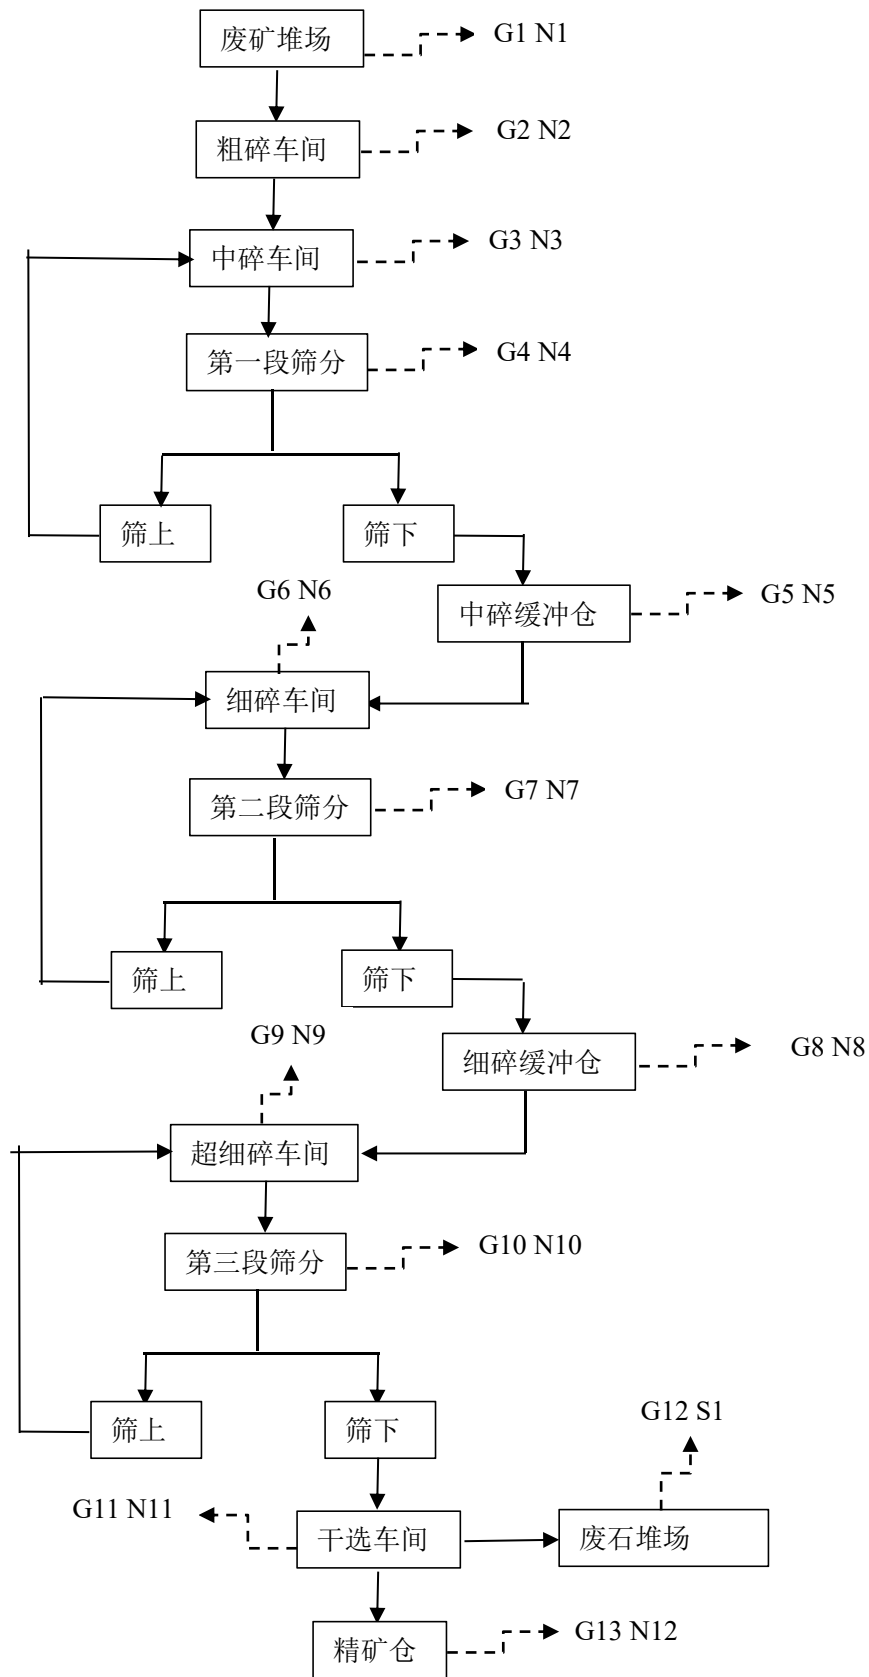 废矿堆场
G1 N1
粗碎车间
G2 N2
中碎车间
G3 N3
第一段筛分
G4 N4
筛上
筛下
G6 N6
中碎缓冲仓
G5 N5
细碎车间
第二段筛分
G7 N7
筛上
筛下
G9 N9
细碎缓冲仓
G8 N8
超细碎车间
第三段筛分
G10 N10
筛上
筛下
G12 S1
G11 N11
干选车间
废石堆场
精矿仓
G13 N12